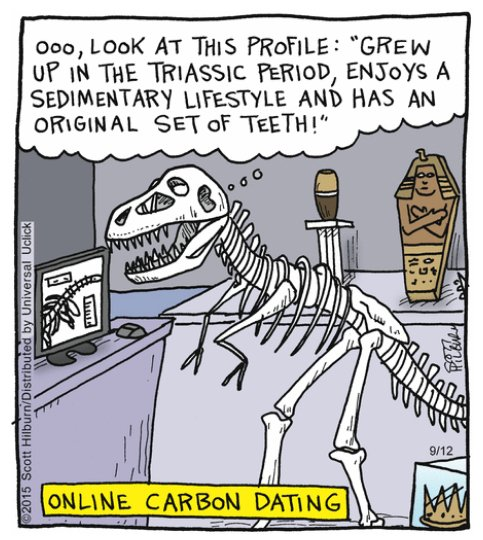 Ooo, LOOK AT THIS PROFILE: "GREW
UP IN THE TRIASSIC PERIOD, ENJOYS A
SEDIMENTARY LIFESTYLE AND HAS AN
ORIGINAL SET OF TEETH!"
©2015 Scott Hilburn/Distributed by Universal Uclick
9/12
ONLINE CARBON DATING